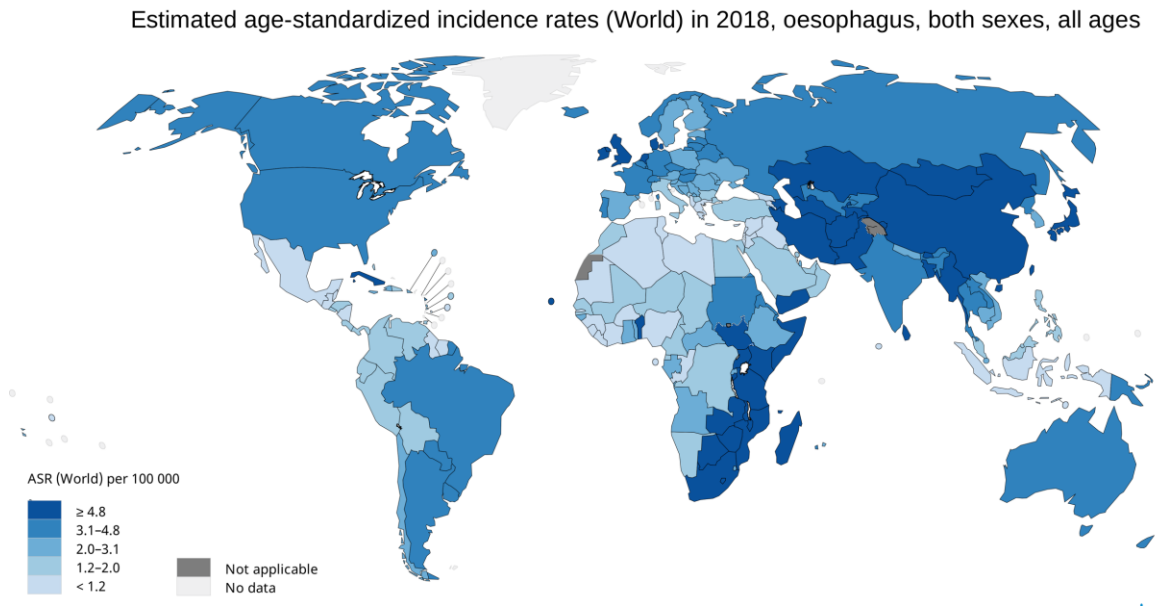 Estimated age-standardized incidence rates (World) in 2018, oesophagus, both sexes, all ages
ASR (World) per 100 000
≥ 4.8
3.1–4.8
2.0–3.1
1.2–2.0
< 1.2
Not applicable
No data